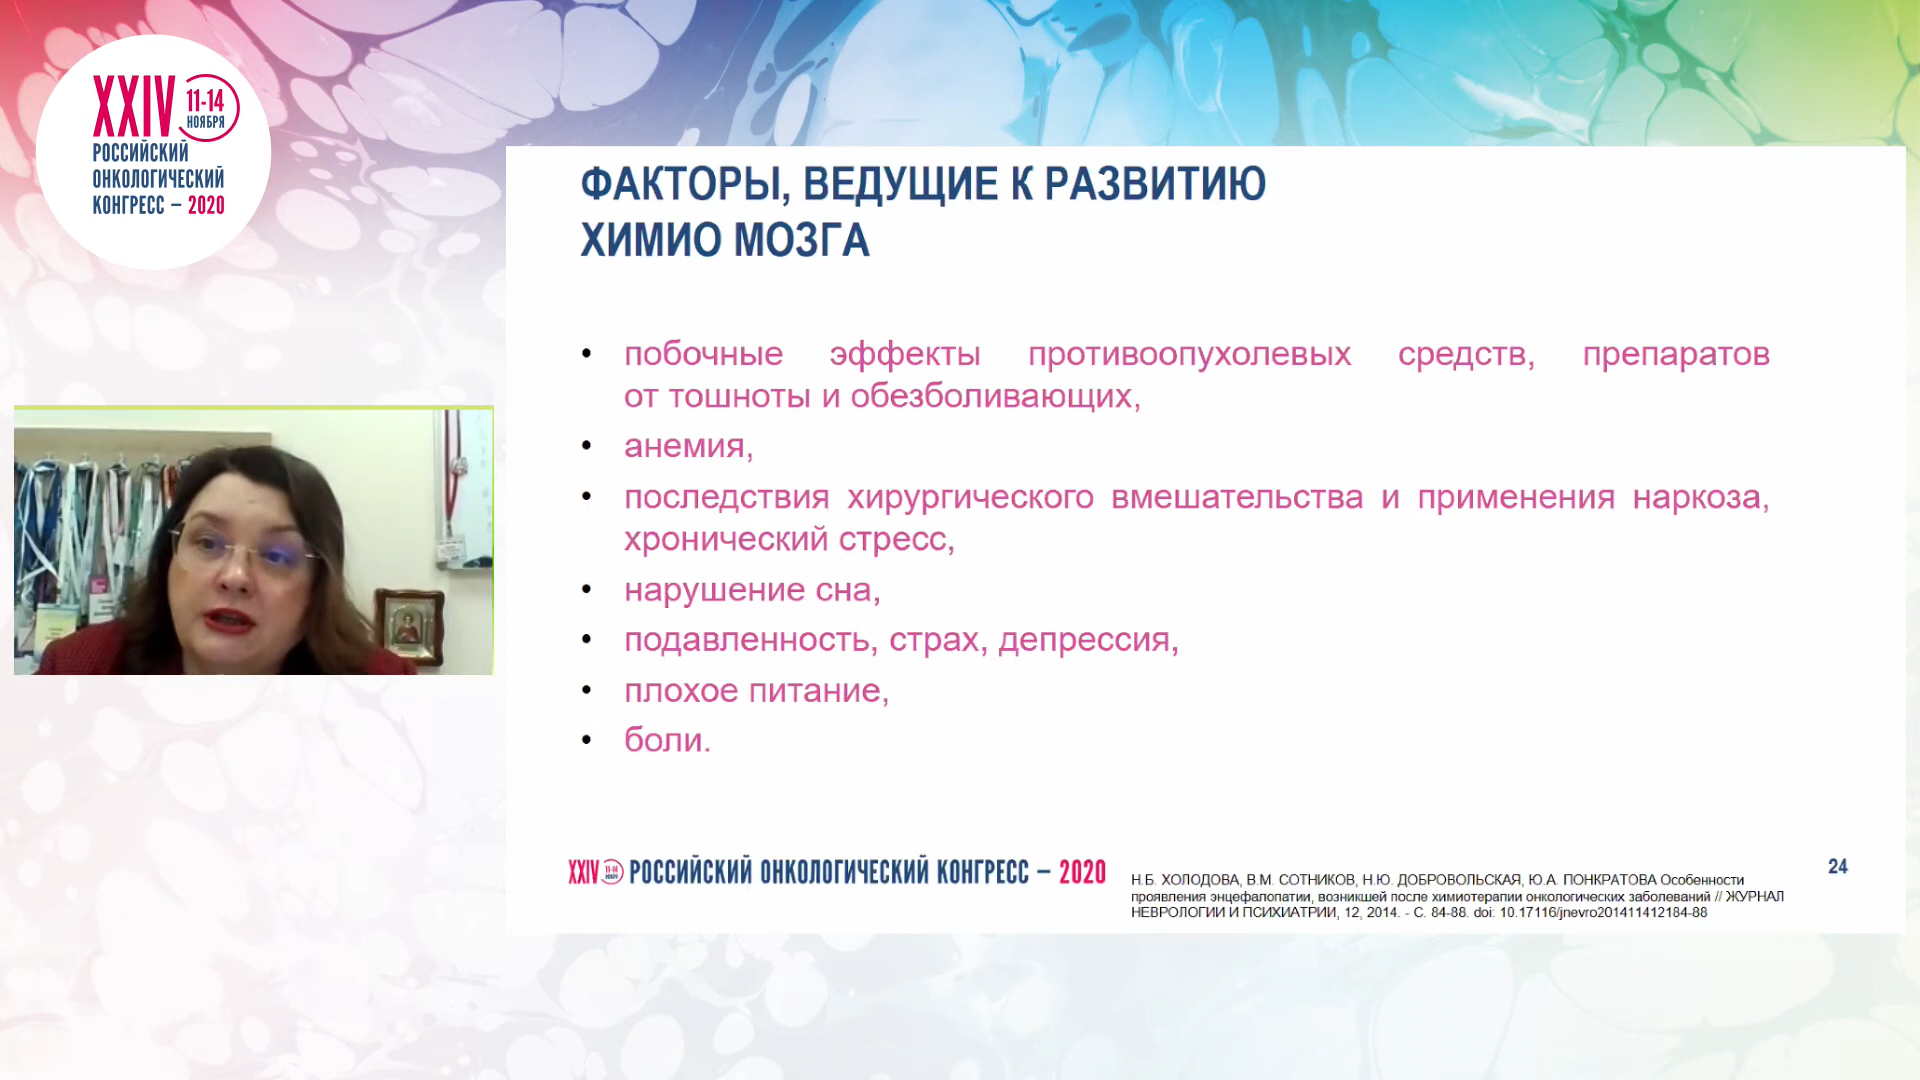 XXIV 11-14
НОЯБРЯ
РОССИЙСКИЙ
ОНКОЛОГИЧЕСКИЙ
КОНГРЕСС – 2020
ФАКТОРЫ, ВЕДУЩИЕ К РАЗВИТИЮ
ХИМИО МОЗГА
• побочные эффекты противоопухолевых средств, препаратов
от тошноты и обезболивающих,
• анемия,
• последствия хирургического вмешательства и применения наркоза,
хронический стресс,
• нарушение сна,
• подавленность, страх, депрессия,
• плохое питание,
• боли.
XXIV 11-14 НОЯБРЯ РОССИЙСКИЙ ОНКОЛОГИЧЕСКИЙ КОНГРЕСС – 2020
Н.Б. ХОЛОДОВА, В.М. СОТНИКОВ, Н.Ю. ДОБРОВОЛЬСКАЯ, Ю.А. ПОНКРАТОВА Особенности
проявления энцефалопатии, возникшей после химиотерапии онкологических заболеваний // ЖУРНАЛ
НЕВРОЛОГИИ И ПСИХИАТРИИ, 12, 2014. - С. 84-88. doi: 10.17116/jnevro201411412184-88
24